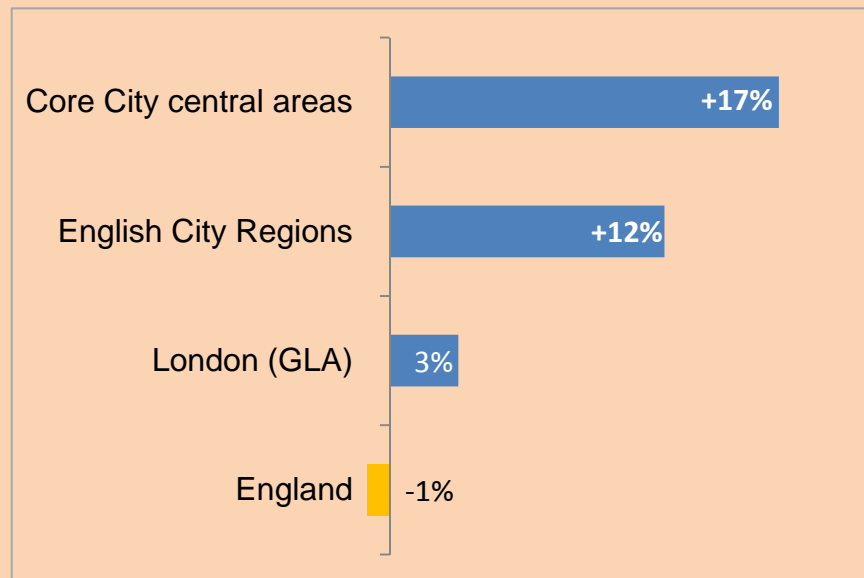 Core City central areas +17%
English City Regions +12%
London (GLA) 3%
England -1%